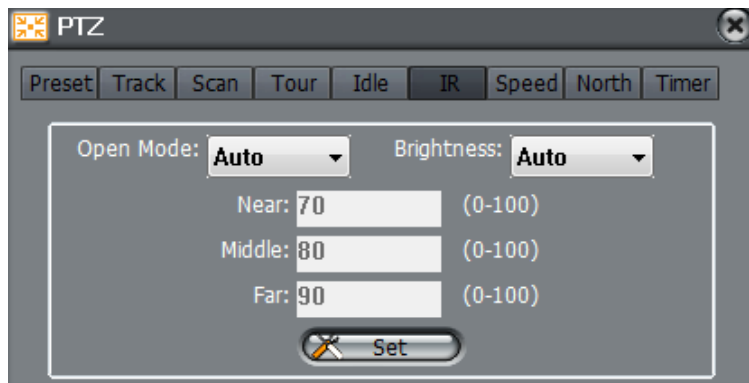 PTZ
Preset Track Scan Tour Idle IR Speed North Timer
Open Mode: Auto Brightness: Auto
Near: 70 (0-100)
Middle: 80 (0-100)
Far: 90 (0-100)
Set